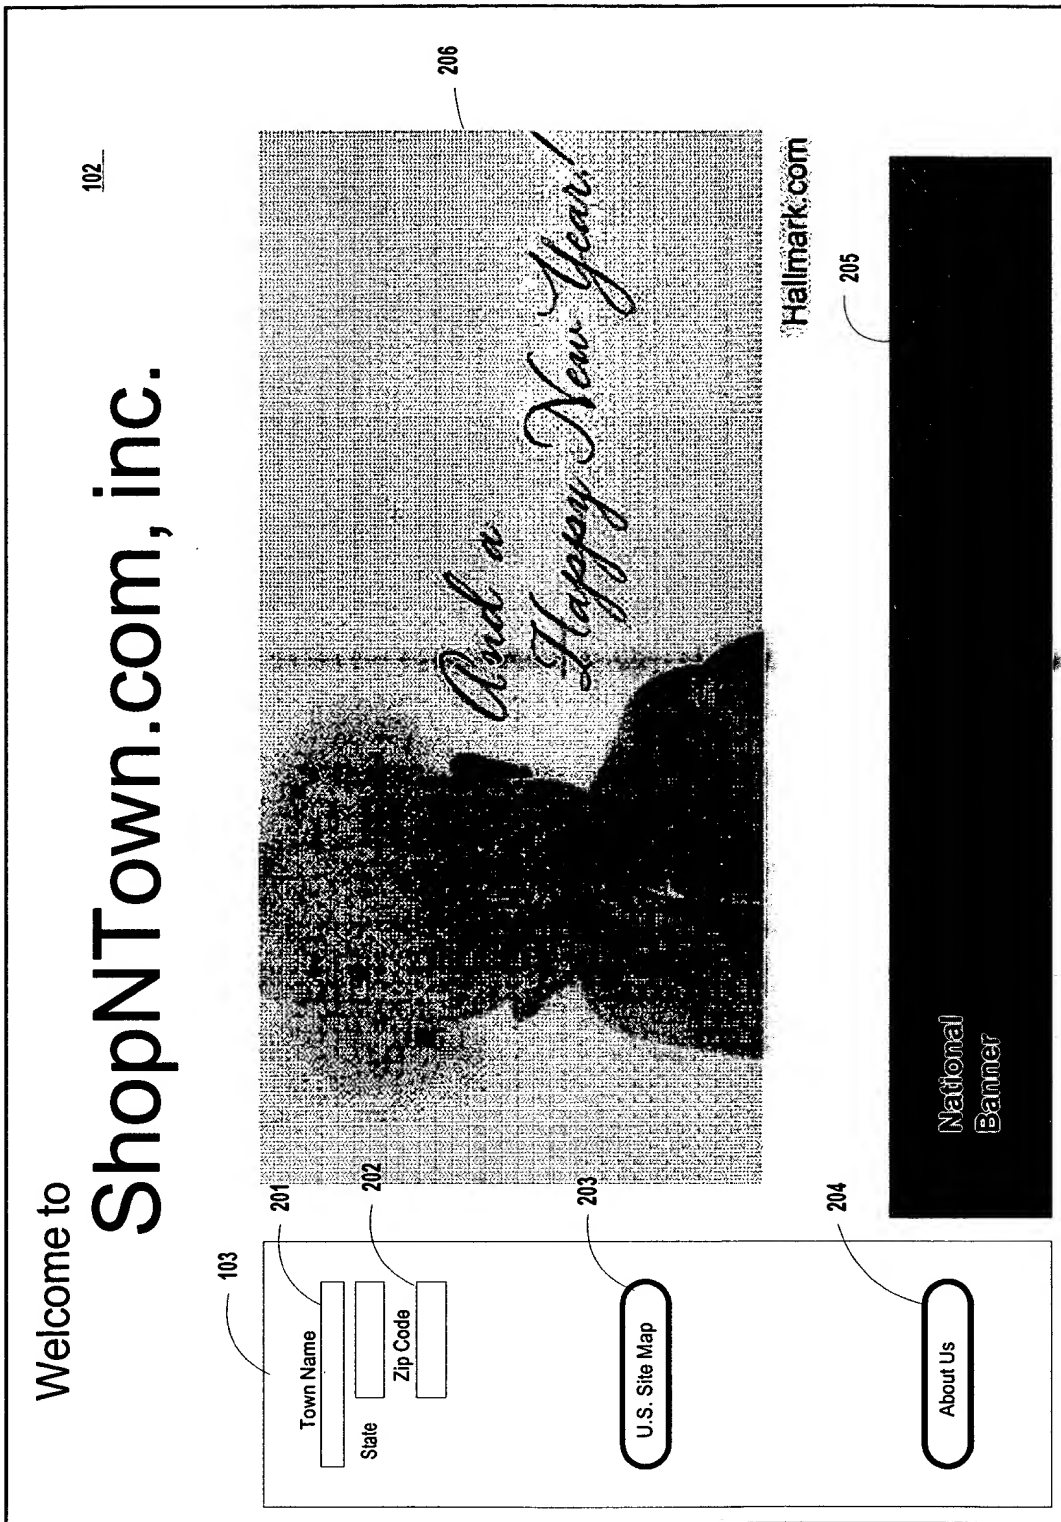 Welcome to
ShopNTown.com, inc.
102
103
201
Town Name
State
202
Zip Code
203
U.S. Site Map
204
About Us
206
And a
Happy New Year!
Hallmark.com
205
National
Banner